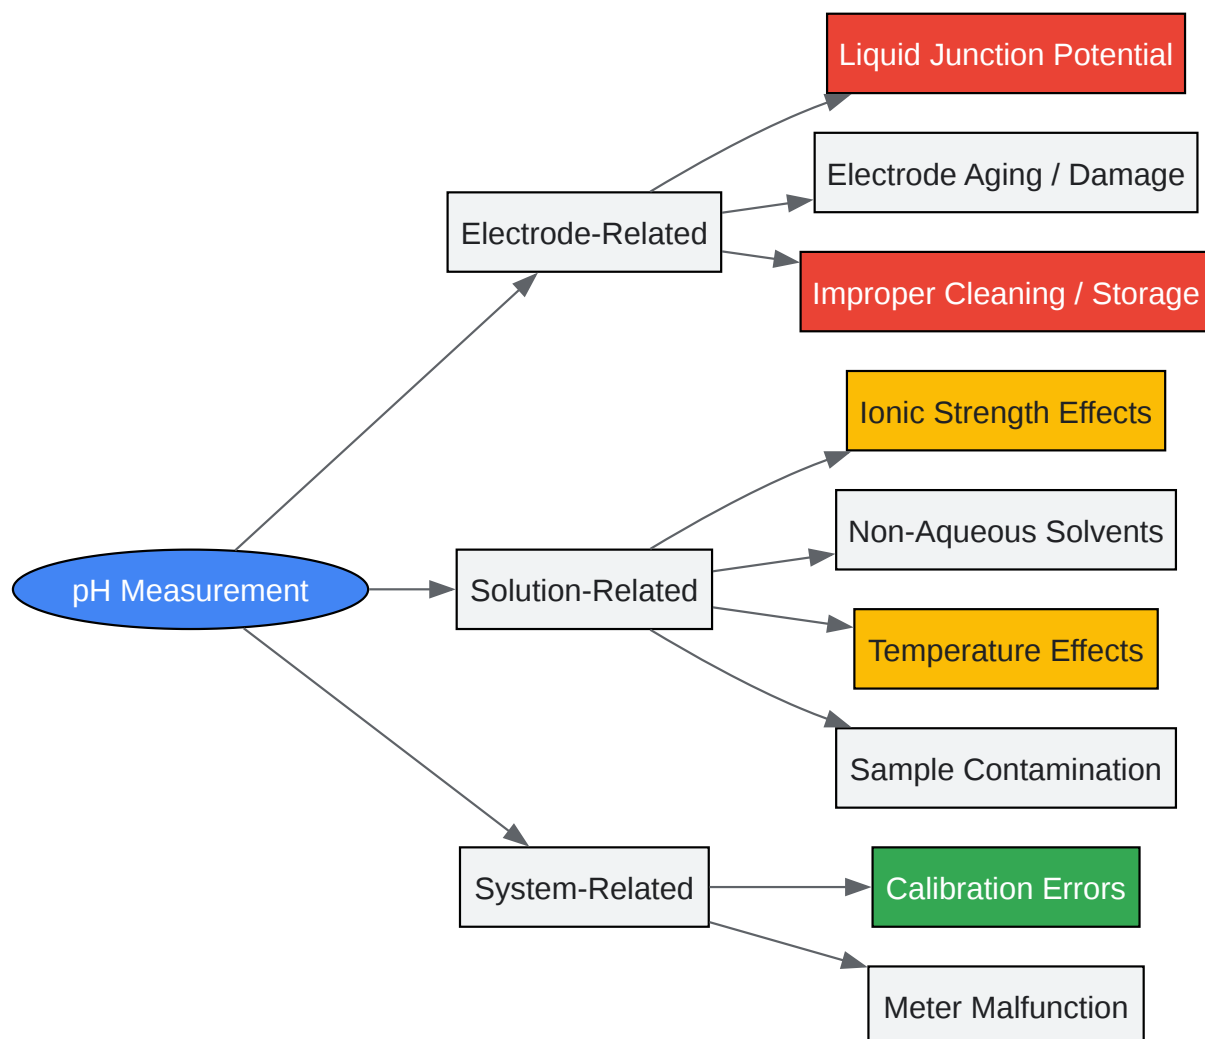 pH Measurement
Electrode-Related
Liquid Junction Potential
Electrode Aging / Damage
Improper Cleaning / Storage
Solution-Related
Ionic Strength Effects
Non-Aqueous Solvents
Temperature Effects
Sample Contamination
System-Related
Calibration Errors
Meter Malfunction